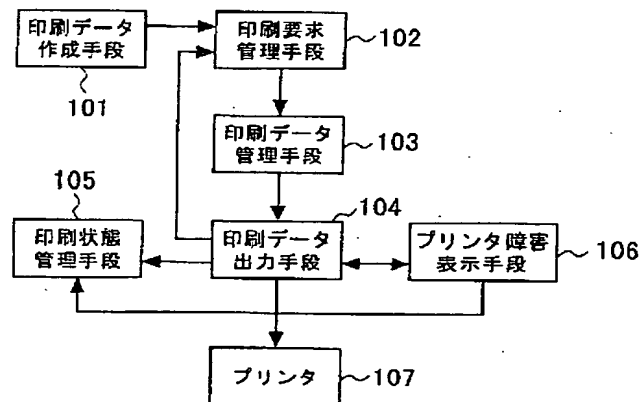 印刷データ
作成手段
101
印刷要求
管理手段
102
印刷データ
管理手段
103
105
印刷状態
管理手段
104
印刷データ
出力手段
プリンタ障害
表示手段
106
プリンタ
107